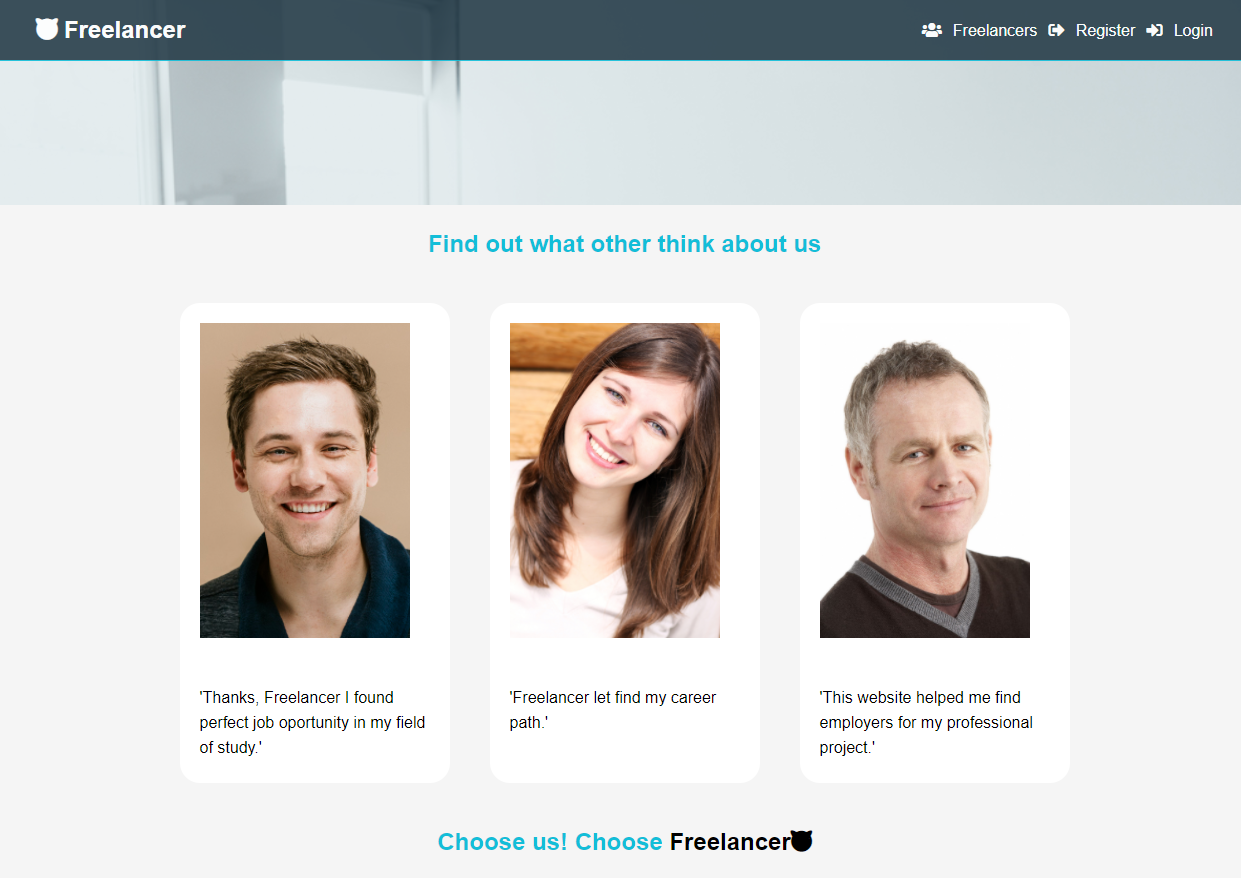 Freelancer
Freelancers Register Login
Find out what other think about us
'Thanks, Freelancer I found
perfect job oportunity in my field
of study.'
'Freelancer let find my career
path.'
'This website helped me find
employers for my professional
project.'
Choose us! Choose Freelancer